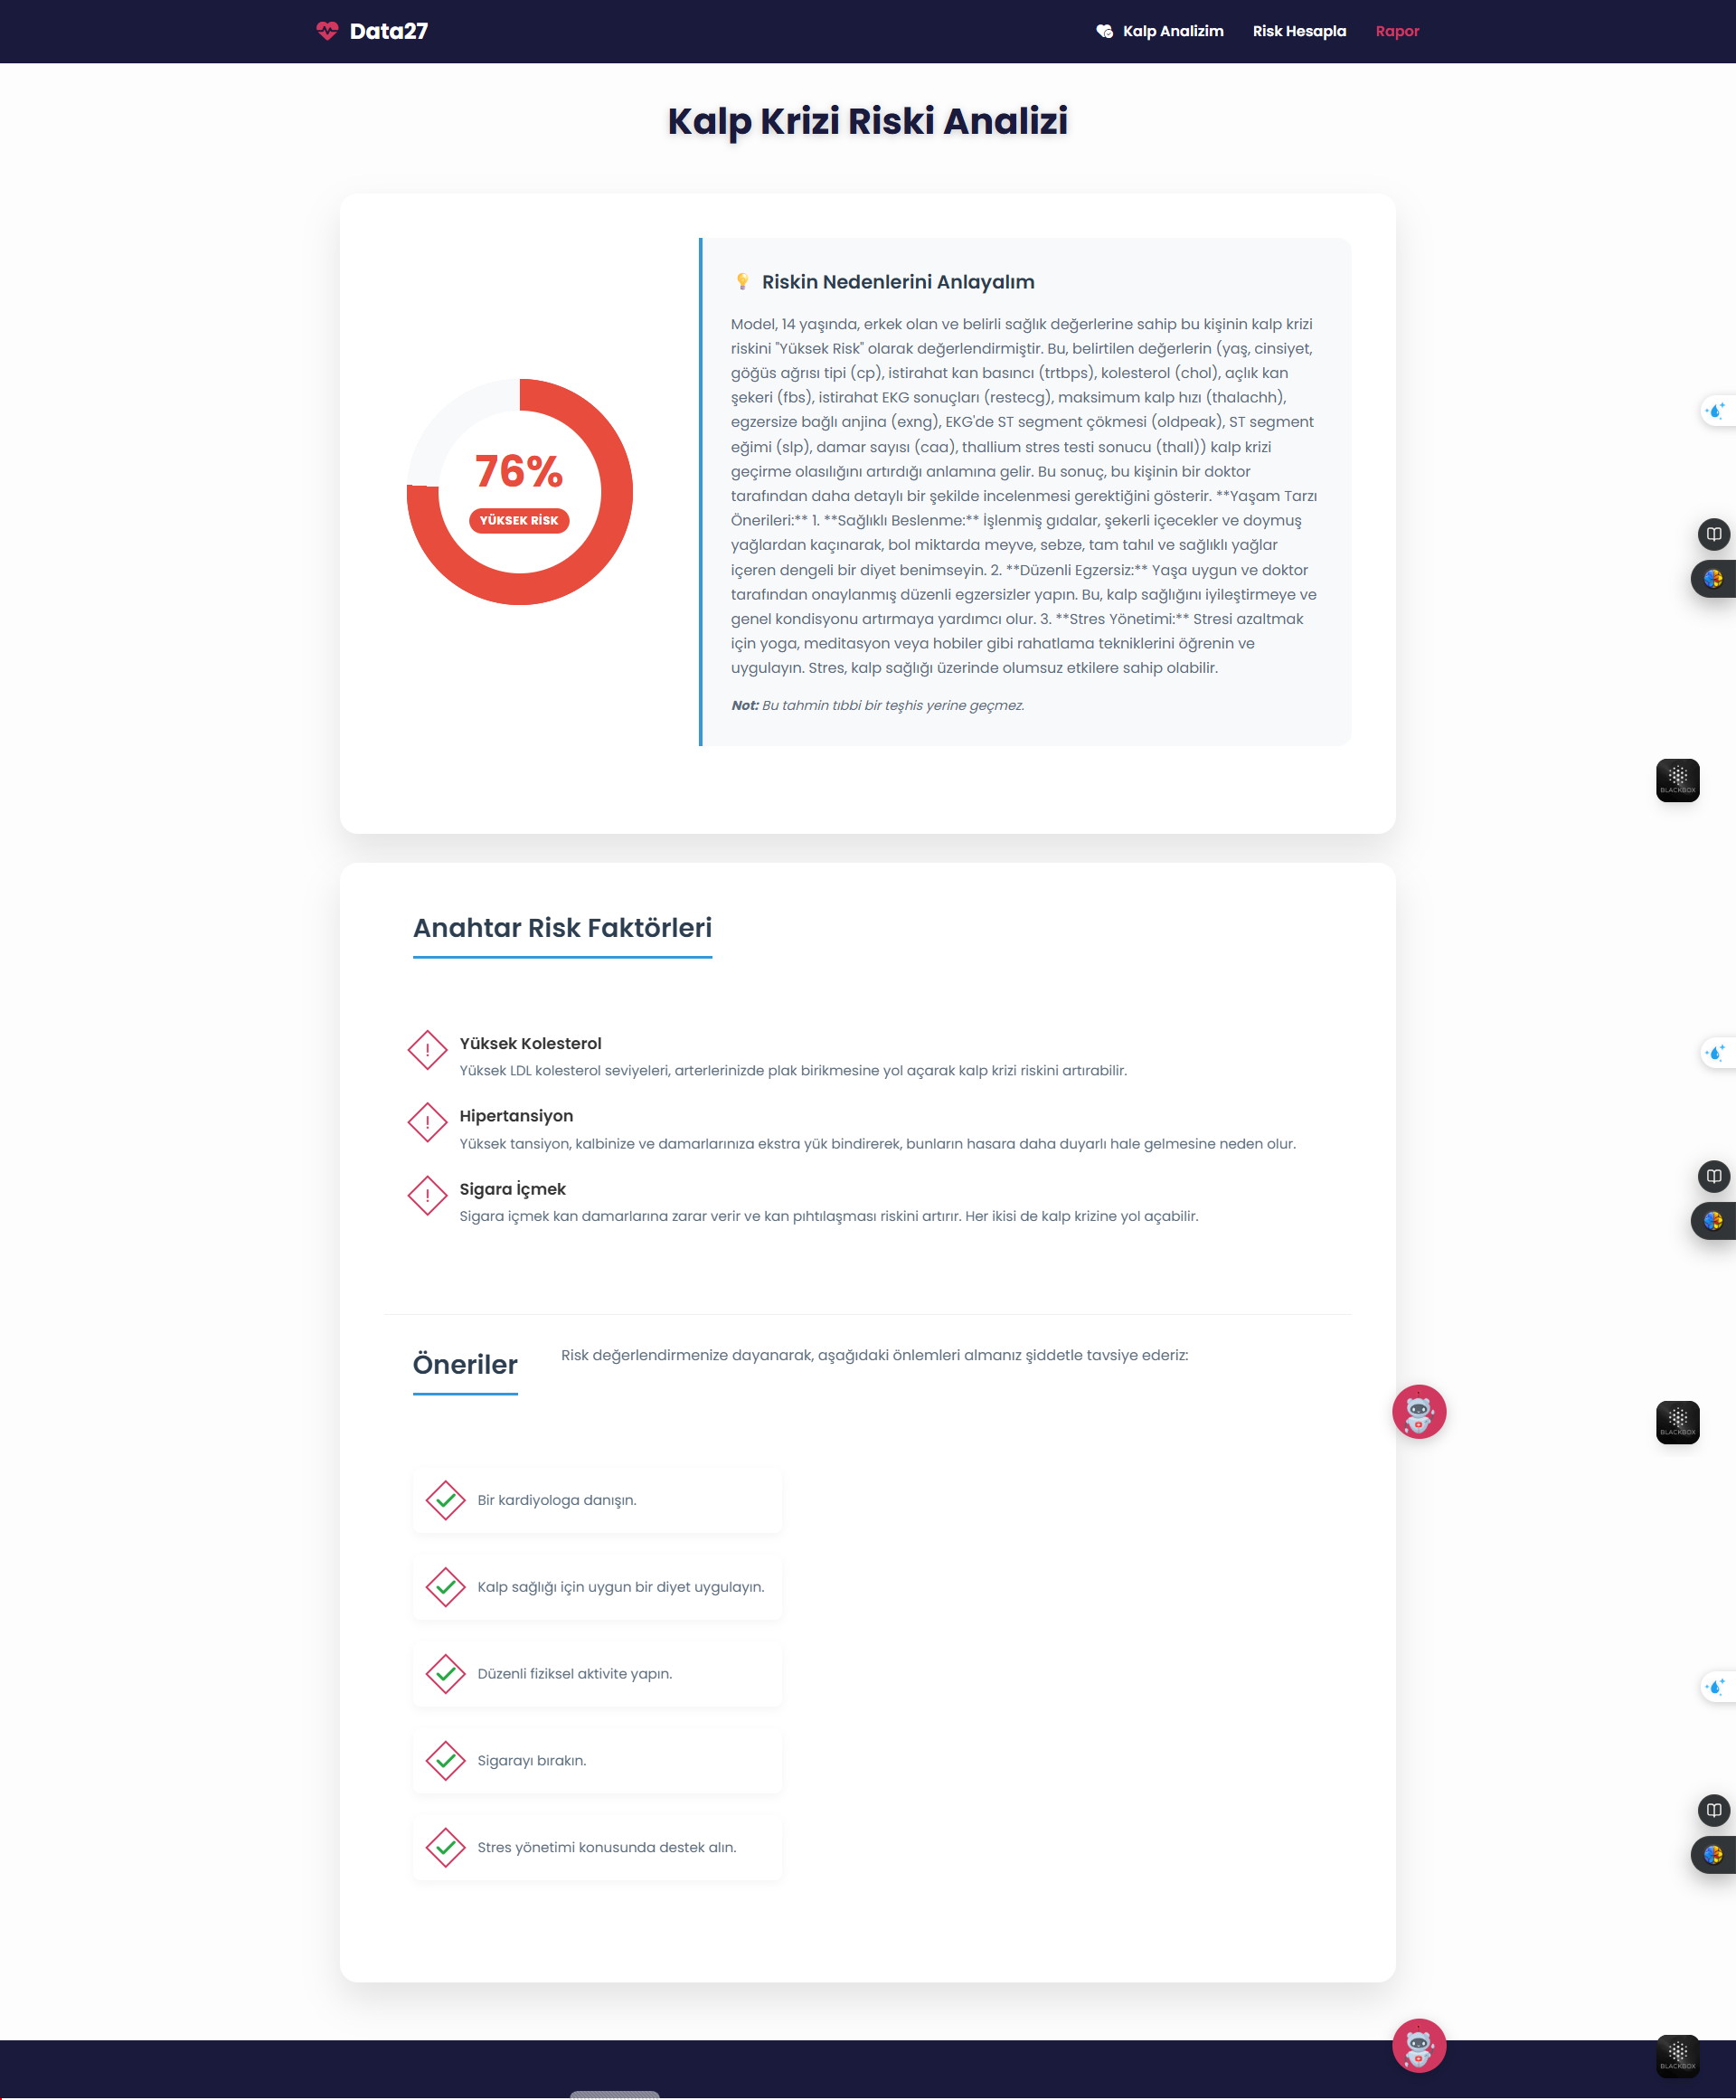 Data27
Kalp Analizim
Risk Hesapla
Rapor
Kalp Krizi Riski Analizi
76%
YÜKSEK RİSK
Riskin Nedenlerini Anlayalım
Model, 14 yaşında, erkek olan ve belirli sağlık değerlerine sahip bu kişinin kalp krizi
riskini "Yüksek Risk" olarak değerlendirmiştir. Bu, belirtilen değerlerin (yaş, cinsiyet,
göğüs ağrısı tipi (cp), istirahat kan basıncı (trtbps), kolesterol (chol), açlık kan
şekeri (fbs), istirahat EKG sonuçları (restecg), maksimum kalp hızı (thalachh),
egzersize bağlı anjina (exng), EKG'de ST segment çökmesi (oldpeak), ST segment
eğimi (slp), damar sayısı (caa), thallium stres testi sonucu (thall)) kalp krizi
geçirme olasılığını artırdığı anlamına gelir. Bu sonuç, bu kişinin bir doktor
tarafından daha detaylı bir şekilde incelenmesi gerektiğini gösterir. **Yaşam Tarzı
Önerileri:** 1. **Sağlıklı Beslenme:** İşlenmiş gıdalar, şekerli içecekler ve doymuş
yağlardan kaçınarak, bol miktarda meyve, sebze, tam tahıl ve sağlıklı yağlar
içeren dengeli bir diyet benimseyin. 2. **Düzenli Egzersiz:** Yaşa uygun ve doktor
tarafından onaylanmış düzenli egzersizler yapın. Bu, kalp sağlığını iyileştirmeye ve
genel kondisyonu artırmaya yardımcı olur. 3. **Stres Yönetimi:** Stresi azaltmak
için yoga, meditasyon veya hobiler gibi rahatlama tekniklerini öğrenin ve
uygulayın. Stres, kalp sağlığı üzerinde olumsuz etkilere sahip olabilir.
Not: Bu tahmin tıbbi bir teşhis yerine geçmez.
BLACKBOX
Anahtar Risk Faktörleri
Yüksek Kolesterol
Yüksek LDL kolesterol seviyeleri, arterlerinizde plak birikmesine yol açarak kalp krizi riskini artırabilir.
Hipertansiyon
Yüksek tansiyon, kalbinize ve damarlarınıza ekstra yük bindirerek, bunların hasara daha duyarlı hale gelmesine neden olur.
Sigara İçmek
Sigara içmek kan damarlarına zarar verir ve kan pıhtılaşması riskini artırır. Her ikisi de kalp krizine yol açabilir.
Öneriler
Risk değerlendirmenize dayanarak, aşağıdaki önlemleri almanız şiddetle tavsiye ederiz:
BLACKBOX
Bir kardiyologa danışın.
Kalp sağlığı için uygun bir diyet uygulayın.
Düzenli fiziksel aktivite yapın.
Sigarayı bırakın.
Stres yönetimi konusunda destek alın.
BLACKBOX